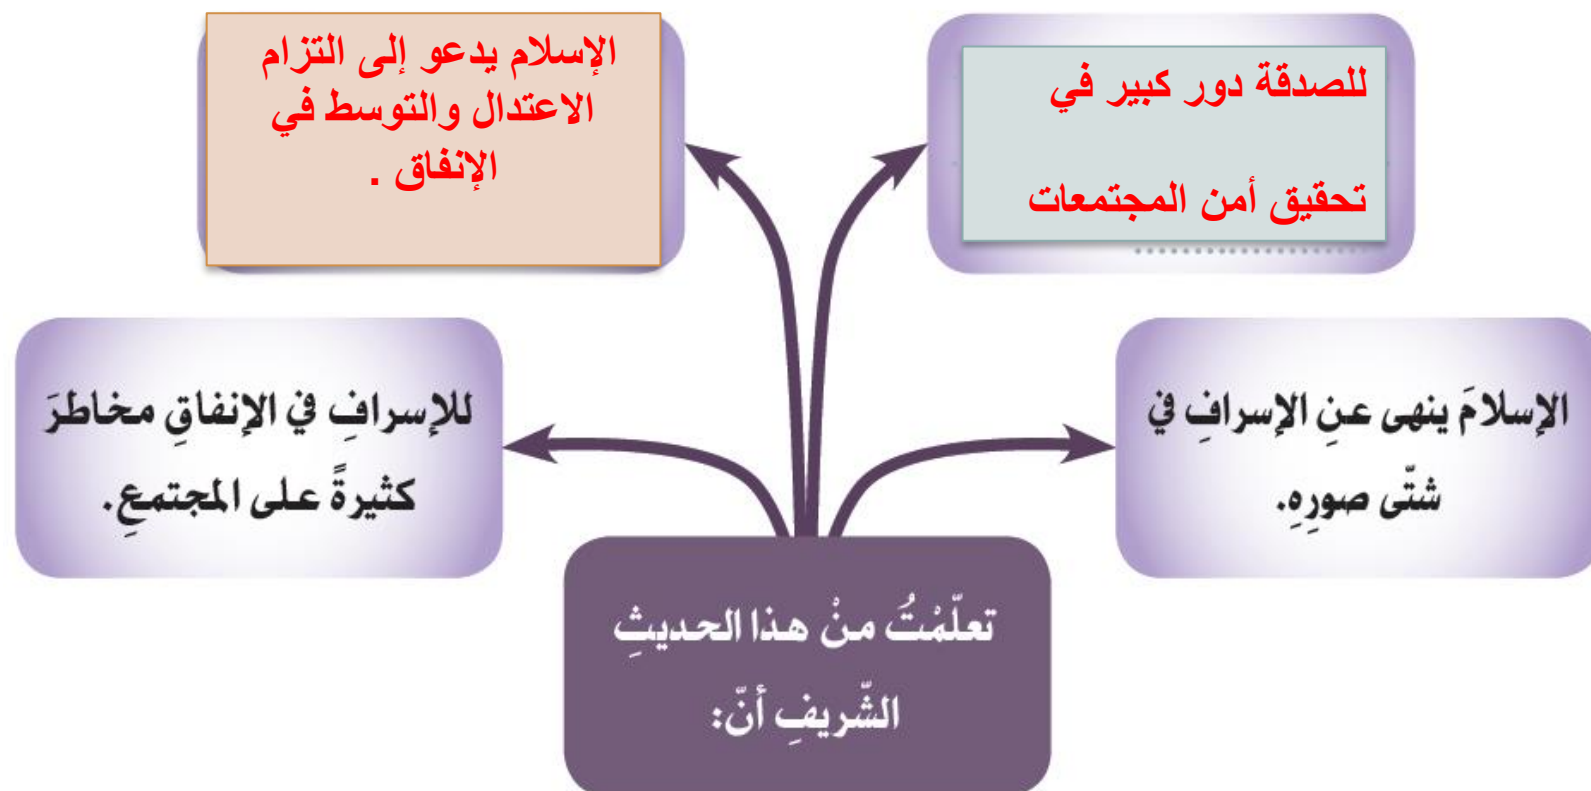 للصدقة دور كبير في
تحقيق أمن المجتمعات
الإسلام يدعو إلى التزام
الاعتدال والتوسط في
الإنفاق .
الإسلامَ ينهى عنِ الإسرافِ في
شتّى صورِهِ.
للإسرافِ في الإنفاقِ مخاطرَ
كثيرةً على المجتمعِ.
تعلّمْتُ منْ هذا الحديثِ
الشّريفِ أنّ: